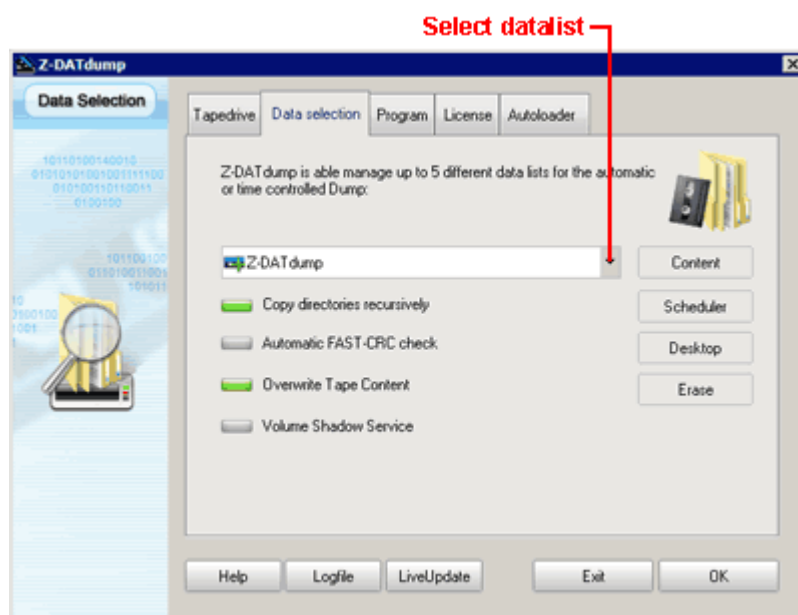 Select datalist
Z-DATdump
Data Selection
Tapedrive
Data selection
Program
License
Autoloader
Z-DATdump is able manage up to 5 different data lists for the automatic
or time controlled Dump:
Z-DATdump
Content
Copy directories recursively
Scheduler
Automatic FAST-CRC check
Desktop
Overwrite Tape Content
Erase
Volume Shadow Service
Help
Logfile
LiveUpdate
Exit
OK